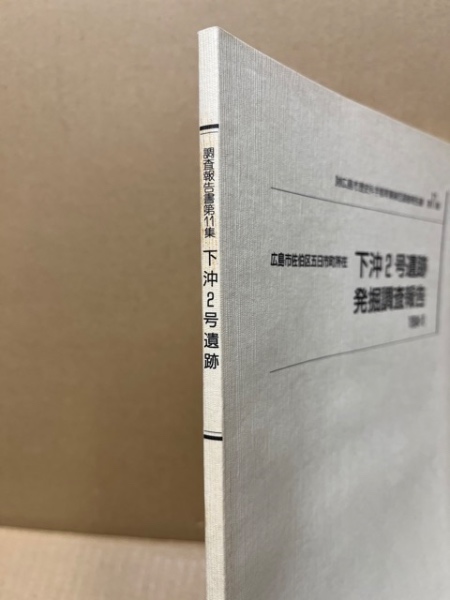 調査報告書第11集 下沖2号遺跡
広島市佐伯区五日市町所在
下沖2号遺跡
発掘調査報告